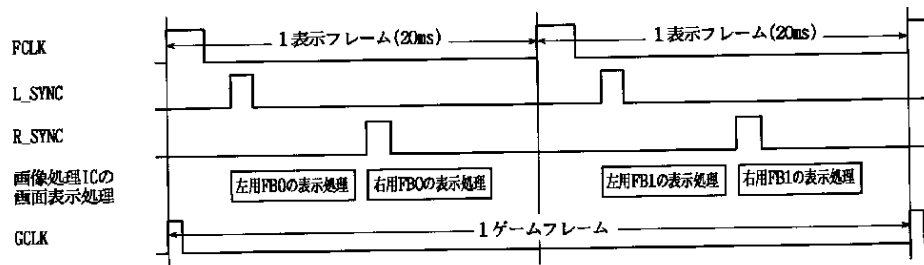 FCLK
1表示フレーム(20ms)
1表示フレーム(20ms)
L_SYNC
R_SYNC
画像処理ICの
画面表示処理
左用FB0の表示処理
右用FB0の表示処理
左用FB1の表示処理
右用FB1の表示処理
GCLK
1ゲームフレーム